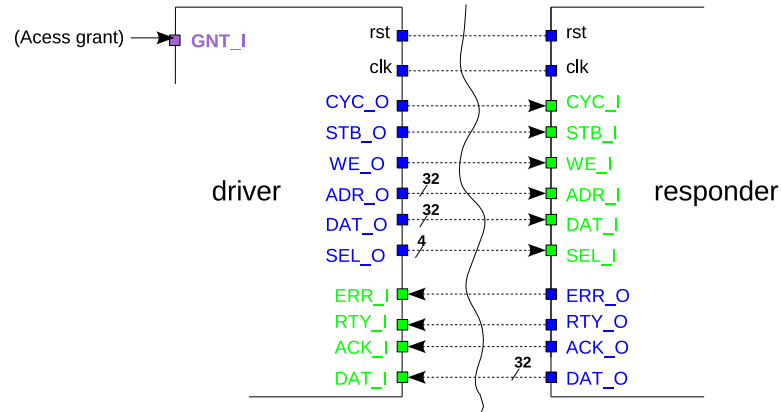 (Acess grant) GNT_I
rst rst
clk clk
CYC_O CYC_I
STB_O STB_I
WE_O WE_I
driver ADR_O 32 ADR_I responder
DAT_O 32 DAT_I
SEL_O 4 SEL_I
ERR_I ERR_O
RTY_I RTY_O
ACK_I ACK_O
DAT_I 32 DAT_O